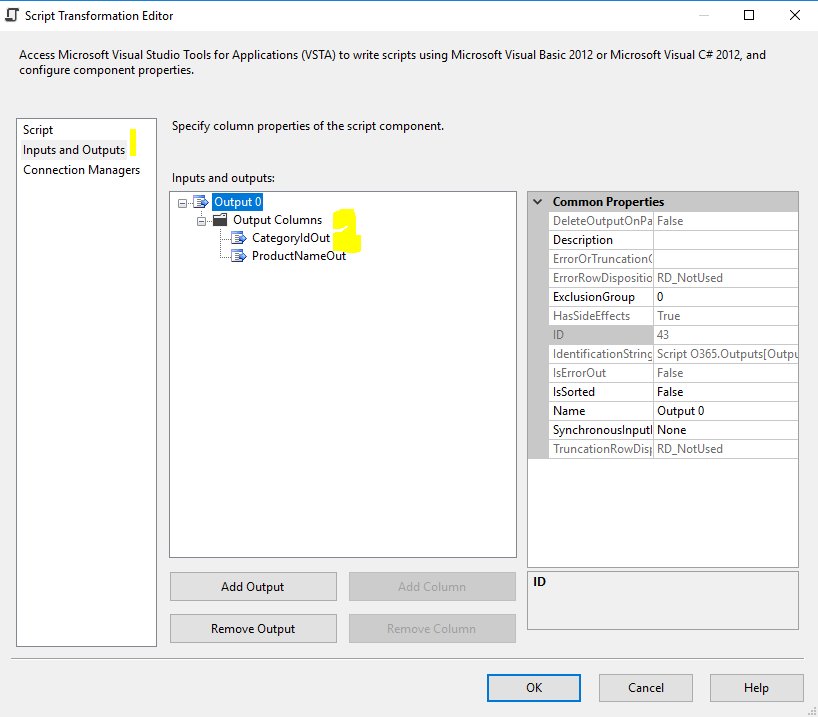 Script Transformation Editor
Access Microsoft Visual Studio Tools for Applications (VSTA) to write scripts using Microsoft Visual Basic 2012 or Microsoft Visual C# 2012, and
configure component properties.
Script
Inputs and Outputs
Connection Managers
Specify column properties of the script component.
Inputs and outputs:
Output 0
Output Columns
CategoryIdOut
ProductNameOut
Common Properties
DeleteOutputOnPa False
Description
ErrorOrTruncationO
ErrorRowDispositio RD_NotUsed
ExclusionGroup 0
HasSideEffects True
ID 43
IdentificationString Script O365.Outputs[Outpu
IsErrorOut False
IsSorted False
Name Output 0
SynchronousInputI None
TruncationRowDisp RD_NotUsed
Add Output
Add Column
Remove Output
Remove Column
ID
OK
Cancel
Help